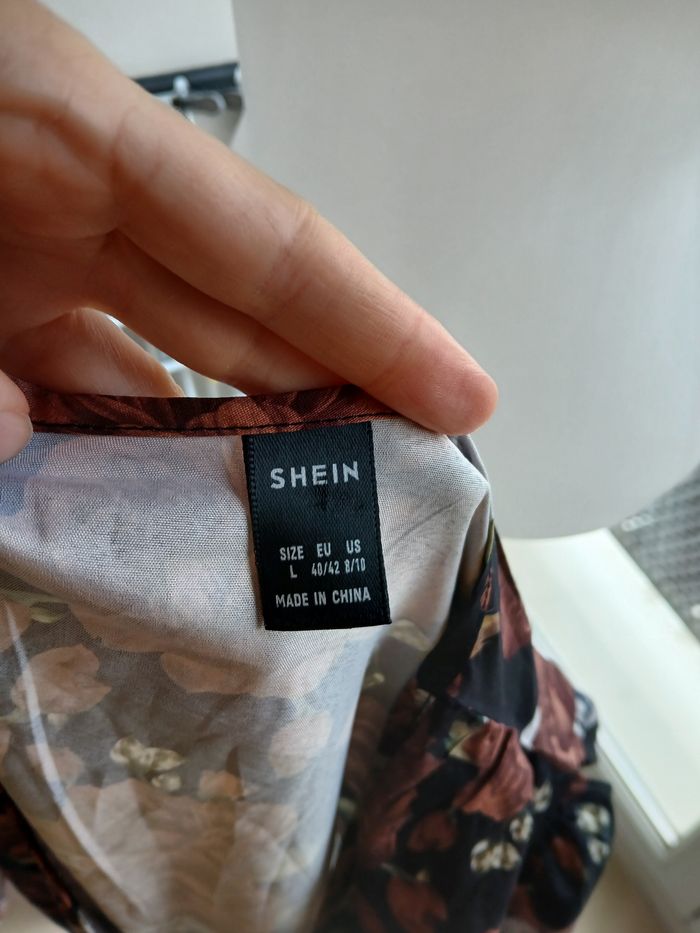 SHEIN
SIZE EU US
L 40/42 8/10
MADE IN CHINA